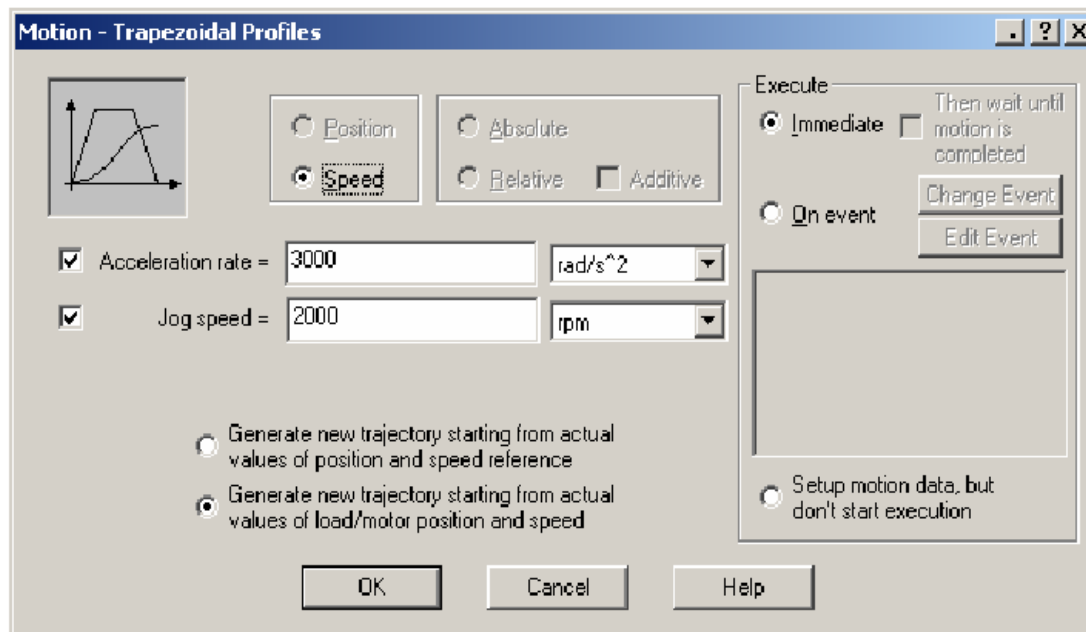 Motion - Trapezoidal Profiles
Position
Speed
Absolute
Relative
Additive
Execute
Immediate
Then wait until
motion is
completed
On event
Change Event
Edit Event
Acceleration rate = 3000 rad/s^2
Jog speed = 2000 rpm
Generate new trajectory starting from actual
values of position and speed reference
Generate new trajectory starting from actual
values of load/motor position and speed
Setup motion data, but
don't start execution
OK
Cancel
Help